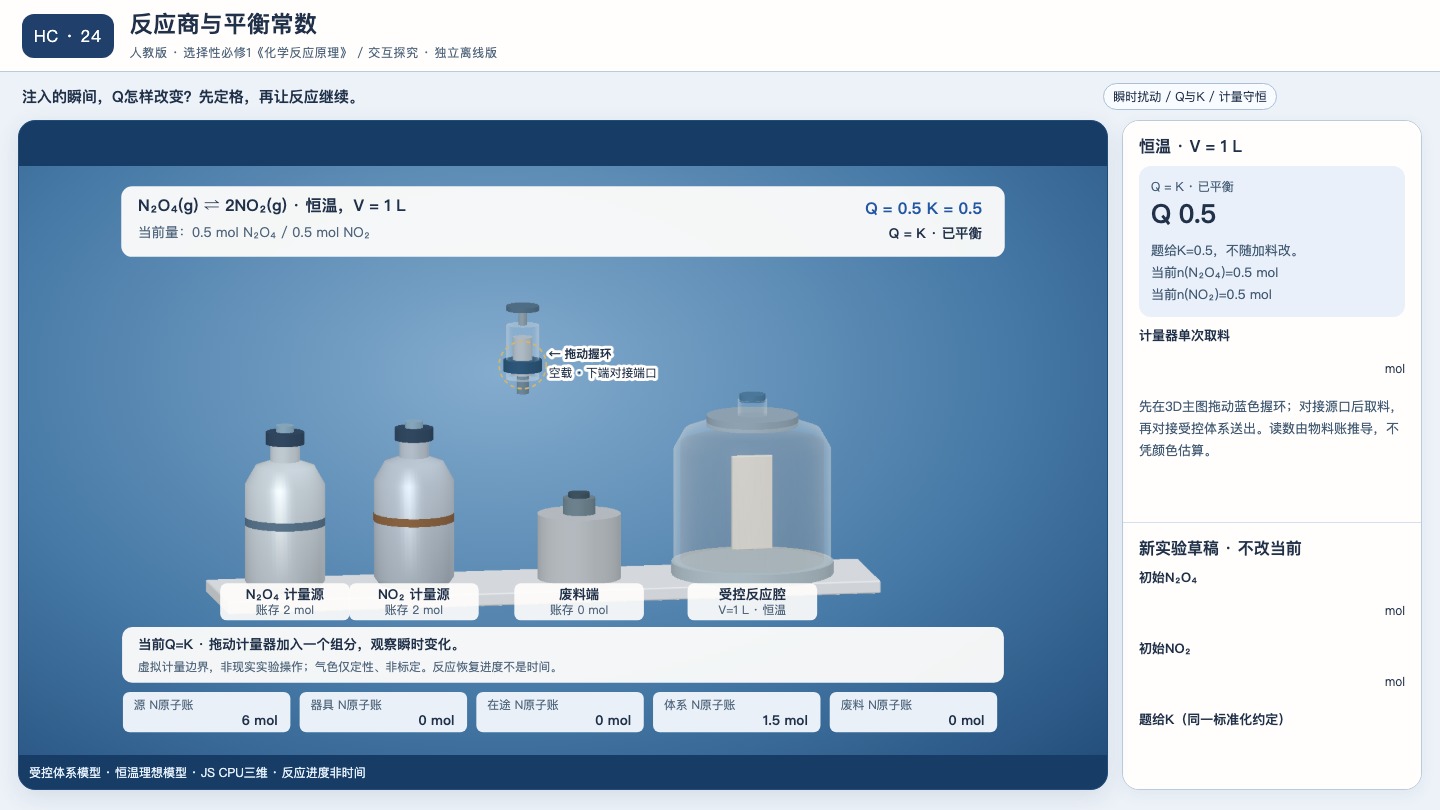 HC · 24
反应商与平衡常数
人教版 · 选择性必修1《化学反应原理》 / 交互探究 · 独立离线版
注入的瞬间，Q怎样改变？先定格，再让反应继续。
瞬时扰动 / Q与K / 计量守恒
N₂O₄(g) ⇌ 2NO₂(g) · 恒温，V = 1 L
Q = 0.5 K = 0.5
当前量：0.5 mol N₂O₄ / 0.5 mol NO₂
Q = K · 已平衡
← 拖动握环
空载 · 下端对接端口
N₂O₄ 计量源
账存 2 mol
NO₂ 计量源
账存 2 mol
废料端
账存 0 mol
受控反应腔
V=1 L · 恒温
当前Q=K · 拖动计量器加入一个组分，观察瞬时变化。
虚拟计量边界，非现实实验操作；气色仅定性、非标定。反应恢复进度不是时间。
源 N原子账
6 mol
器具 N原子账
0 mol
在途 N原子账
0 mol
体系 N原子账
1.5 mol
废料 N原子账
0 mol
受控体系模型 · 恒温理想模型 · JS CPU三维 · 反应进度非时间
恒温 · V = 1 L
Q = K · 已平衡
Q 0.5
题给K=0.5，不随加料改。
当前n(N₂O₄)=0.5 mol
当前n(NO₂)=0.5 mol
计量器单次取料
mol
先在3D主图拖动蓝色握环；对接源口后取料，
再对接受控体系送出。读数由物料账推导，不
凭颜色估算。
新实验草稿 · 不改当前
初始N₂O₄
mol
初始NO₂
mol
题给K（同一标准化约定）